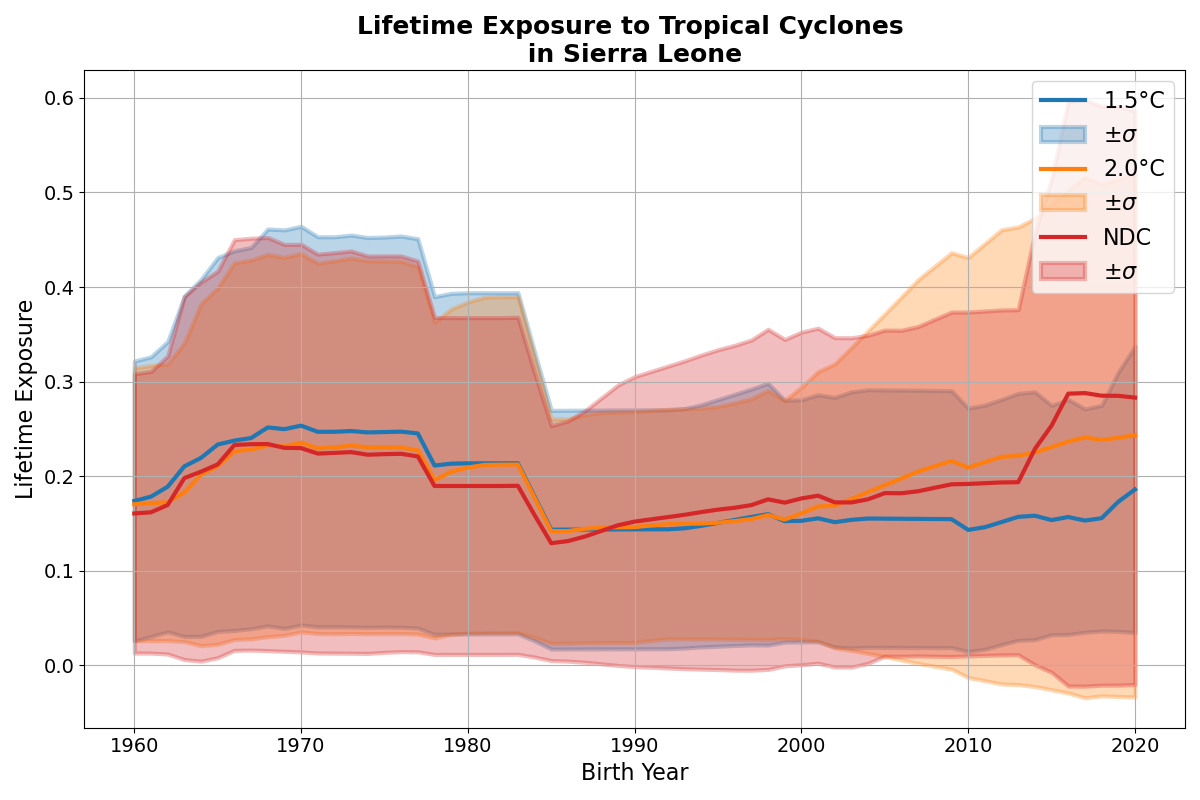 Lifetime Exposure to Tropical Cyclones
in Sierra Leone
Lifetime Exposure
0.6
0.5
0.4
0.3
0.2
0.1
0.0
1960
1970
1980
1990
2000
2010
2020
Birth Year
1.5°C
±σ
2.0°C
±σ
NDC
±σ